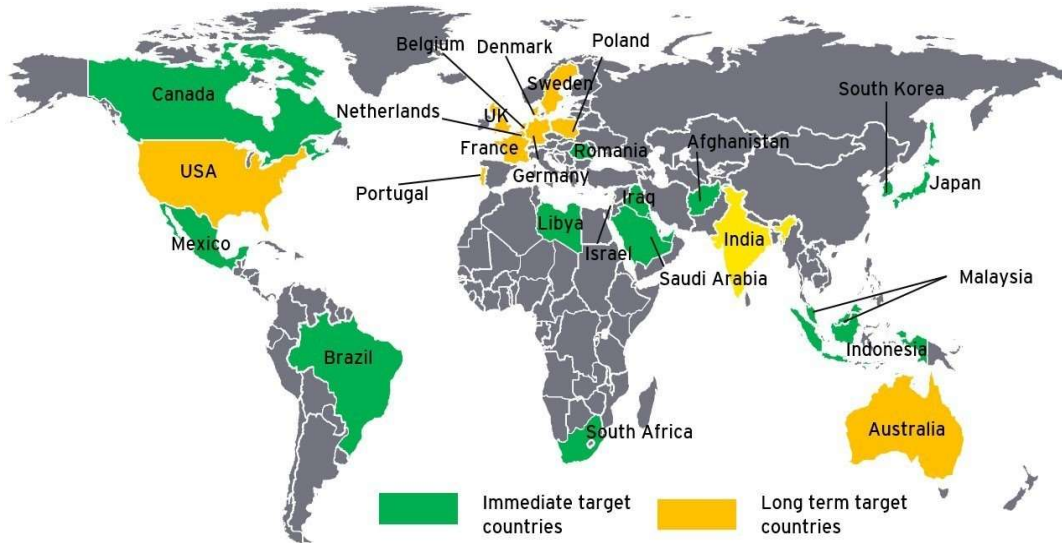 Belgium
Denmark
Poland
Canada
Sweden
South Korea
Netherlands
UK
USA
France
Romania
Afghanistan
Germany
Japan
Portugal
Iraq
Mexico
Libya
India
Israel
Saudi Arabia
Malaysia
Brazil
Indonesia
South Africa
Australia
Immediate target
countries
Long term target
countries